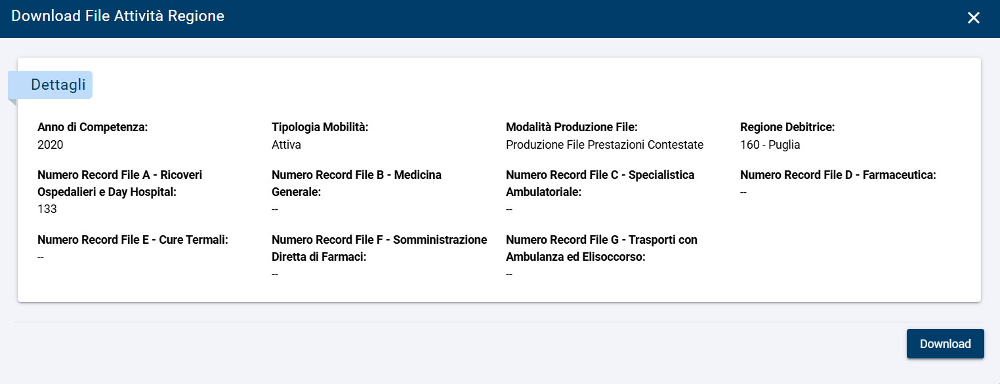 Download File Attività Regione
Dettagli
Anno di Competenza:
2020
Tipologia Mobilità:
Attiva
Modalità Produzione File:
Produzione File Prestazioni Contestate
Regione Debitrice:
160 - Puglia
Numero Record File A - Ricoveri
Ospedalieri e Day Hospital:
133
Numero Record File B - Medicina
Generale:
--
Numero Record File C - Specialistica
Ambulatoriale:
--
Numero Record File D - Farmaceutica:
--
Numero Record File E - Cure Termali:
--
Numero Record File F - Somministrazione
Diretta di Farmaci:
--
Numero Record File G - Trasporti con
Ambulanza ed Elisoccorso:
--
Download